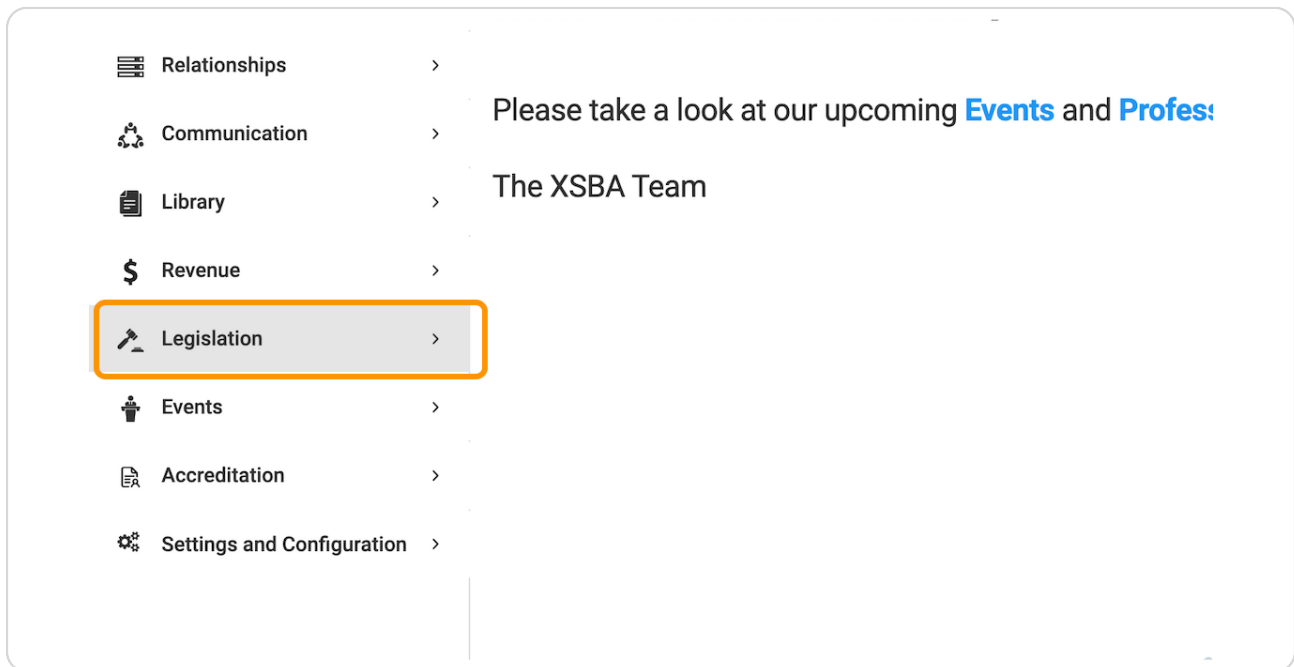 Relationships
Communication
Library
Revenue
Legislation
Events
Accreditation
Settings and Configuration
Please take a look at our upcoming Events and
The XSBA Team